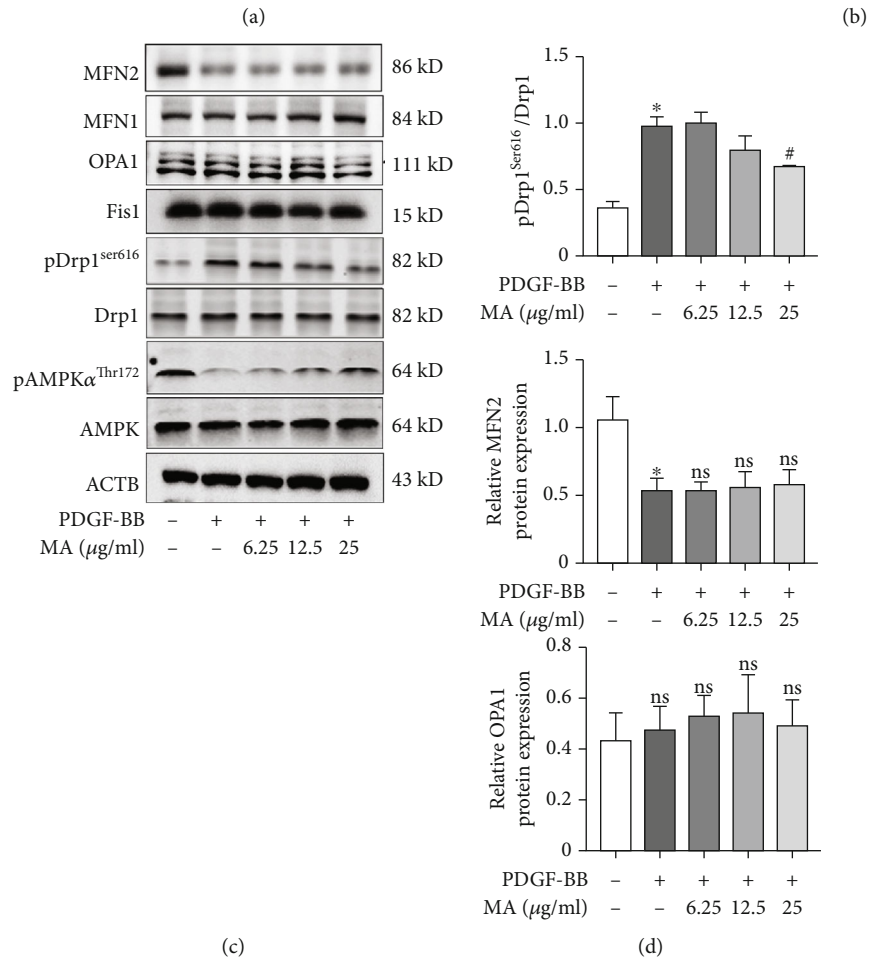 (a)
(b)
MFN2 86 kD
MFN1 84 kD
OPA1 111 kD
Fis1 15 kD
pDrp1ser616 82 kD
Drp1 82 kD
pAMPKαThr172 64 kD
AMPK 64 kD
ACTB 43 kD
PDGF-BB – + + + +
MA (μg/ml) – – 6.25 12.5 25
(c)
pDrp1Ser616/Drp1
1.5
1.0
0.5
0
*
#
PDGF-BB – + + + +
MA (μg/ml) – – 6.25 12.5 25
Relative MFN2
protein expression
1.5
1.0
0.5
0
* ns ns ns
PDGF-BB – + + + +
MA (μg/ml) – – 6.25 12.5 25
Relative OPA1
protein expression
0.8
0.6
0.4
0.2
0
ns ns ns ns
PDGF-BB – + + + +
MA (μg/ml) – – 6.25 12.5 25
(d)